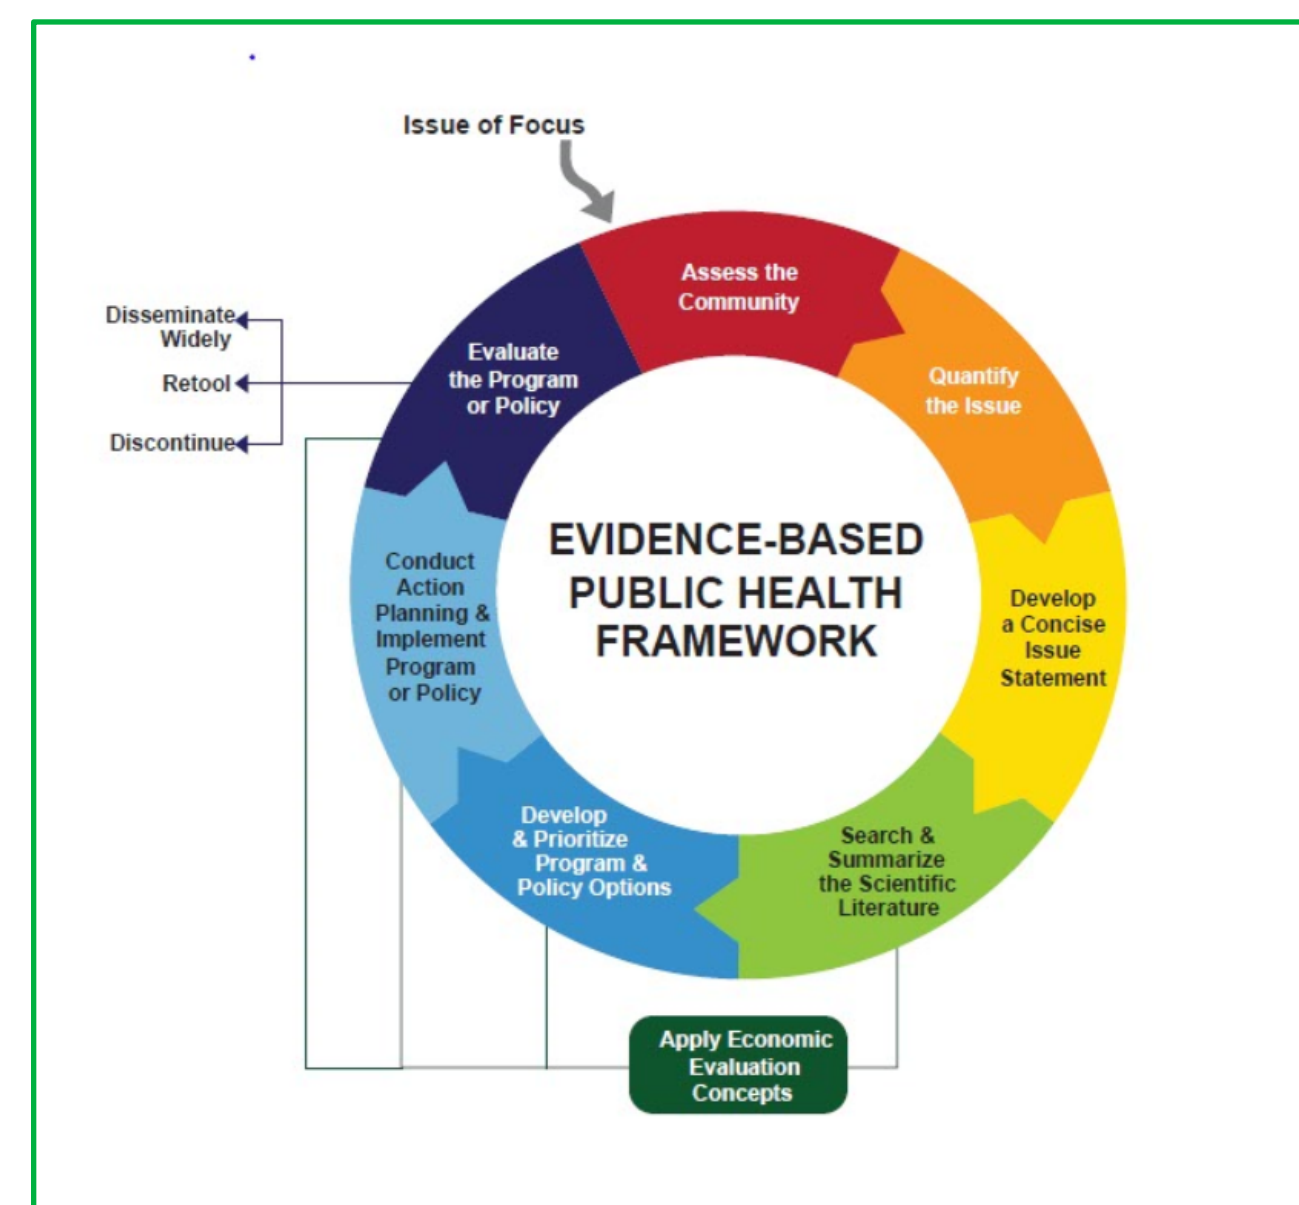 Issue of Focus
Assess the
Community
Quantify
the Issue
Develop
a Concise
Issue
Statement
Search &
Summarize
the Scientific
Literature
Develop
& Prioritize
Program &
Policy Options
Conduct
Action
Planning &
Implement
Program
or Policy
Evaluate
the Program
or Policy
Disseminate
Widely
Retool
Discontinue
EVIDENCE-BASED
PUBLIC HEALTH
FRAMEWORK
Apply Economic
Evaluation
Concepts